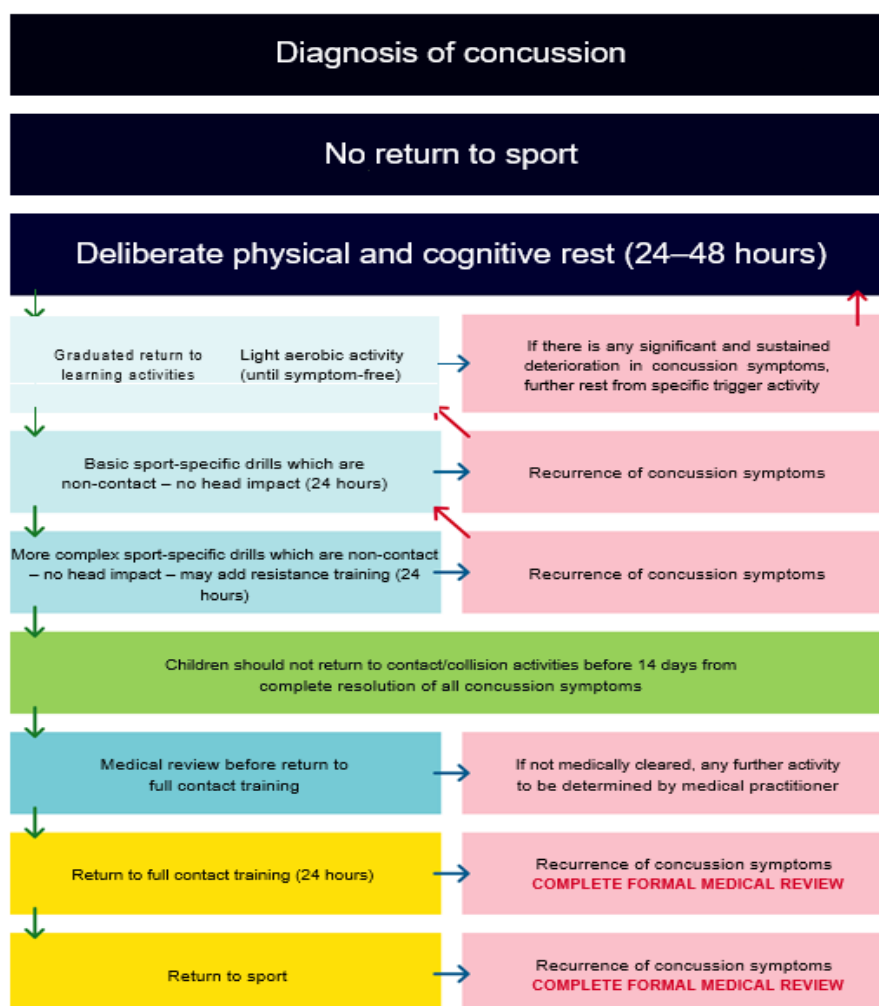 Diagnosis of concussion
No return to sport
Deliberate physical and cognitive rest (24–48 hours)
Graduated return to
learning activities
Light aerobic activity
(until symptom-free)
If there is any significant and sustained
deterioration in concussion symptoms,
further rest from specific trigger activity
Basic sport-specific drills which are
non-contact – no head impact (24 hours)
Recurrence of concussion symptoms
More complex sport-specific drills which are non-contact
– no head impact – may add resistance training (24
hours)
Recurrence of concussion symptoms
Children should not return to contact/collision activities before 14 days from
complete resolution of all concussion symptoms
Medical review before return to
full contact training
If not medically cleared, any further activity
to be determined by medical practitioner
Return to full contact training (24 hours)
Recurrence of concussion symptoms
COMPLETE FORMAL MEDICAL REVIEW
Return to sport
Recurrence of concussion symptoms
COMPLETE FORMAL MEDICAL REVIEW